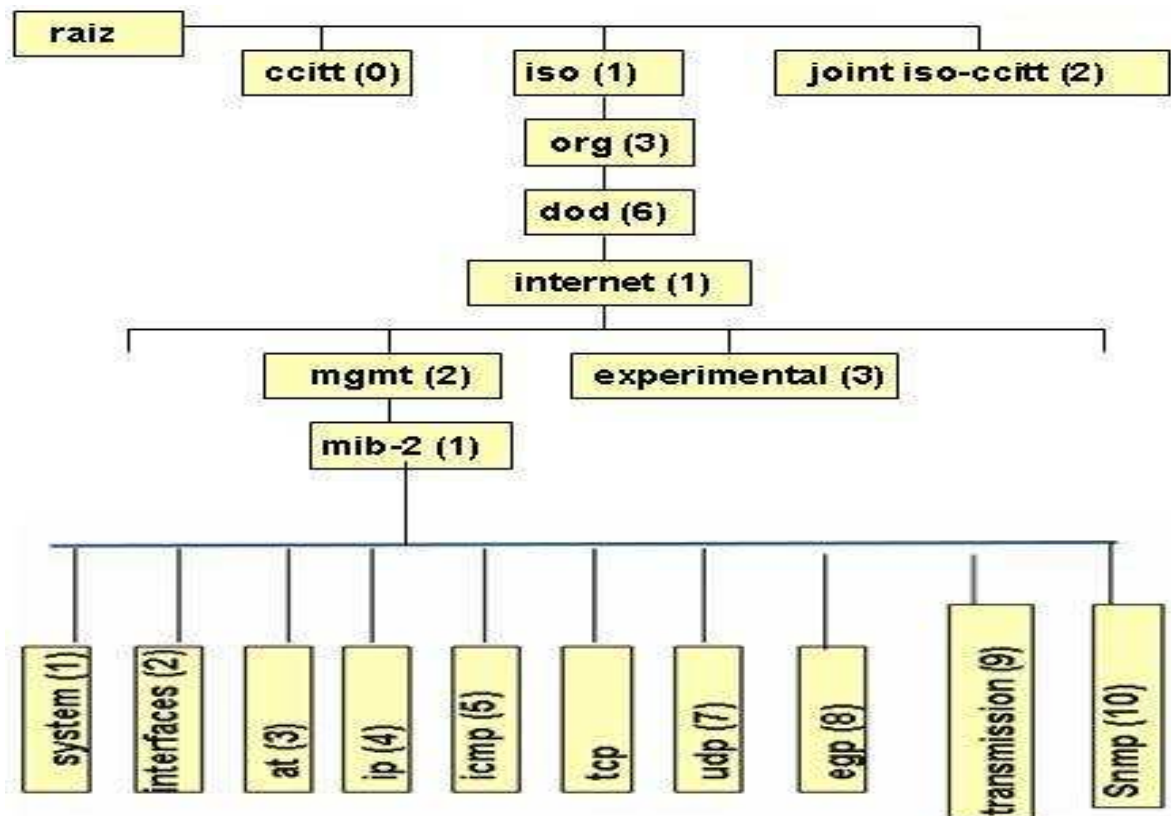 raiz
ccitt (0)
iso (1)
joint iso-ccitt (2)
org (3)
dod (6)
internet (1)
mgmt (2)
experimental (3)
mib-2 (1)
system (1)
interfaces (2)
at (3)
ip (4)
icmp (5)
tcp
udp (7)
egp (8)
transmission (9)
Snmp (10)